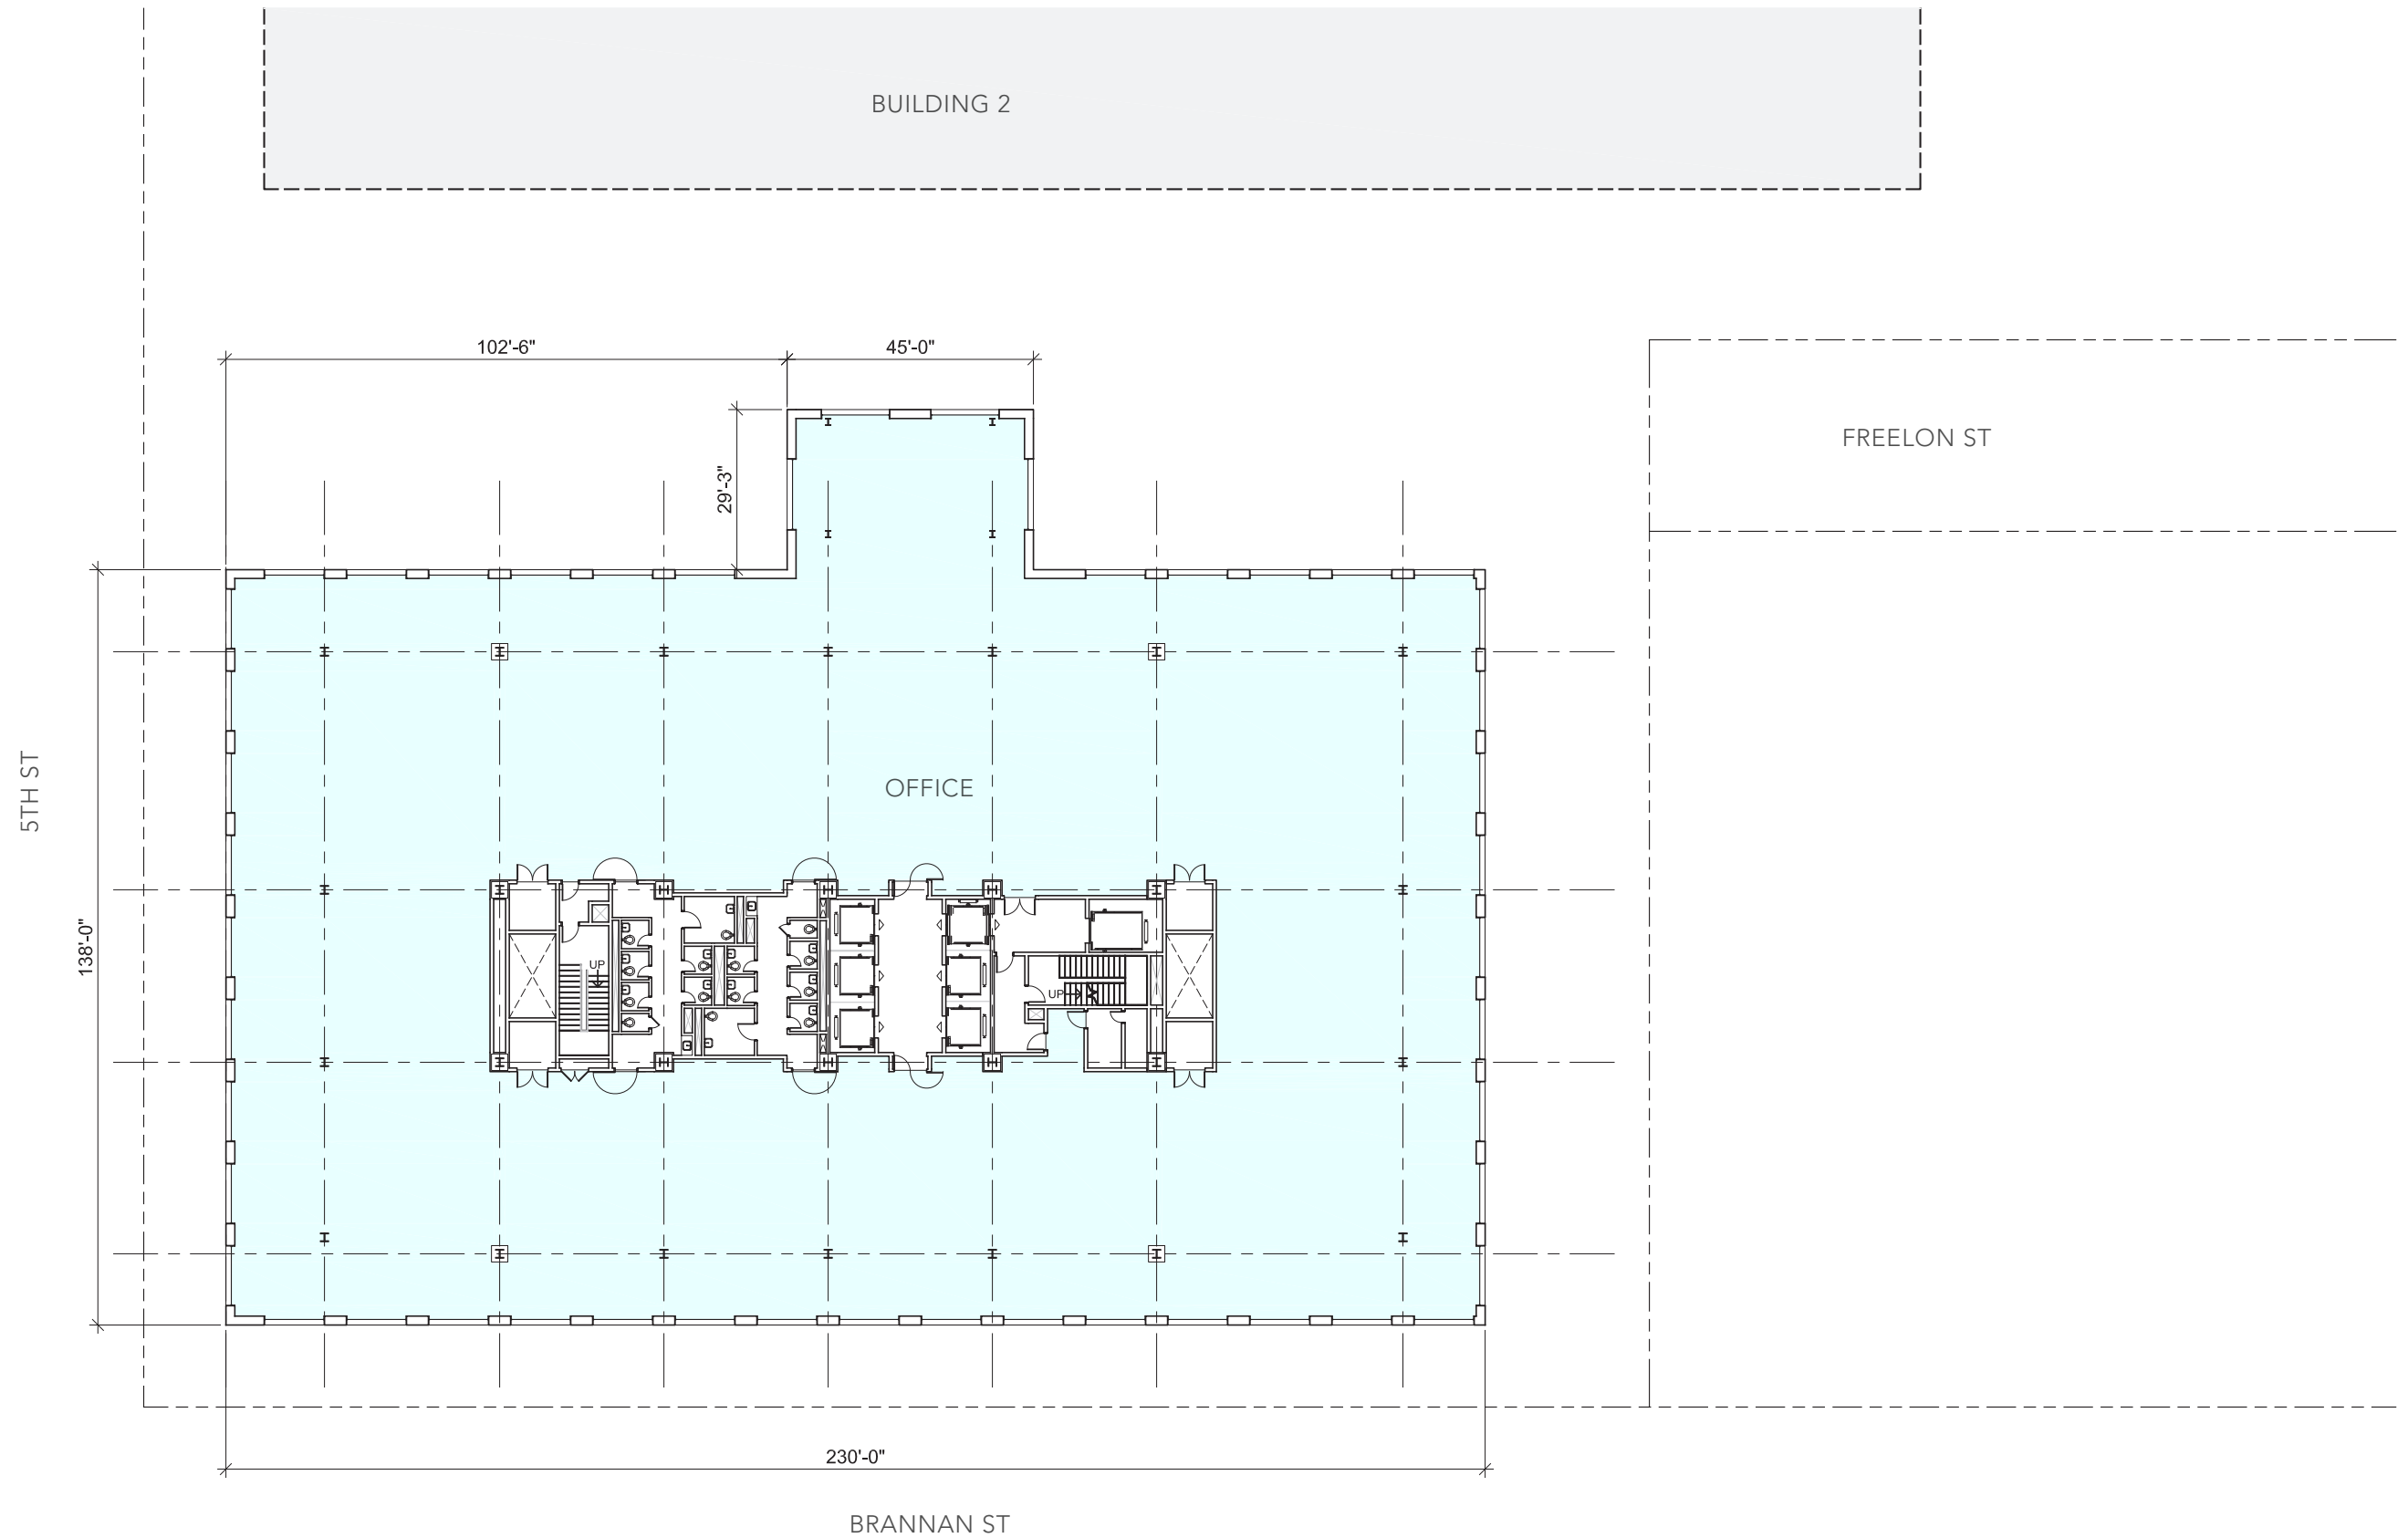 BUILDING 2
102'-6"
45'-0"
FREELON ST
29'-3"
5TH ST
OFFICE
138'-0"
UP
UP
230'-0"
BRANNAN ST